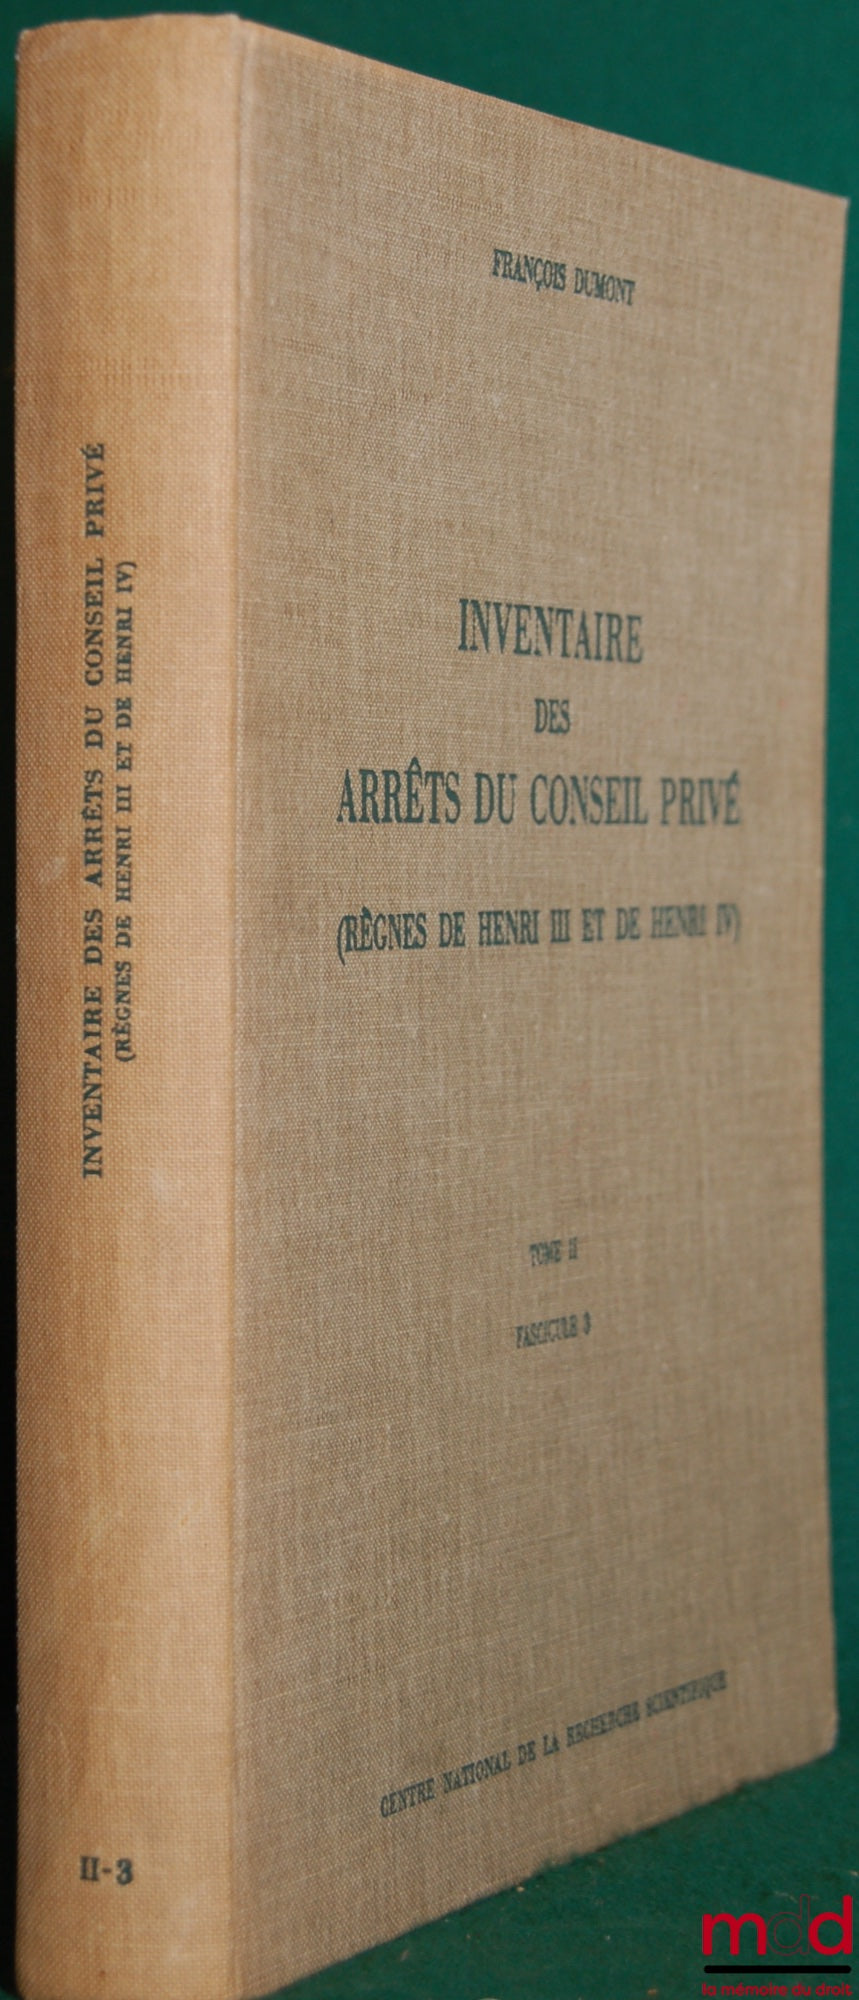 INVENTAIRE DES ARRÊTS DU CONSEIL PRIVÉ
(RÈGNES DE HENRI III ET DE HENRI IV)
II-3
FRANÇOIS DUMONT
INVENTAIRE
DES
ARRÊTS DU CONSEIL PRIVÉ
(RÈGNES DE HENRI III ET DE HENRI IV)
TOME II
FASCICULE 3
CENTRE NATIONAL DE LA RECHERCHE SCIENTIFIQUE
mdd
la mémoire du droit